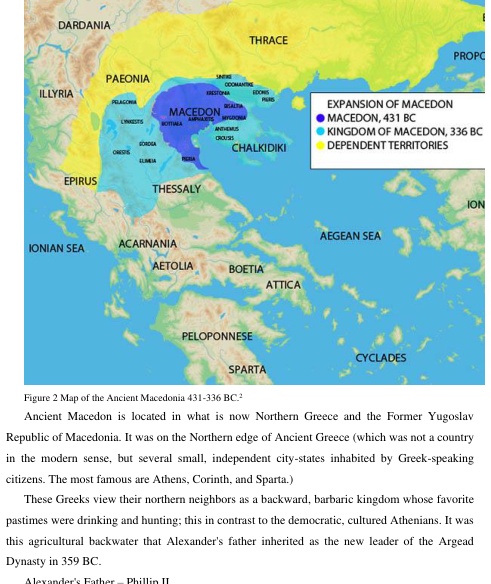 DARDANIA
THRACE
PROPO
ILLYRIA
PAEONIA
SINTIKE
ODOMANTIKE
KRESTONIA
EDONIS
PIERIS
PELAGONIA
BISALTIA
MACEDON
MYGDONIA
LYNKESTIS
BOTTIAEA
AMPHAXITIS
ANTHEMUS
CROUSIS
EORDEA
CHALKIDIKI
ORESTIS
ELIMEIA
PIERIA
EXPANSION OF MACEDON
MACEDON, 431 BC
KINGDOM OF MACEDON, 336 BC
DEPENDENT TERRITORIES
EPIRUS
THESSALY
ION
IONIAN SEA
ACARNANIA
AEGEAN SEA
AETOLIA
BOETIA
ATTICA
PELOPONNESE
CYCLADES
SPARTA
Figure 2 Map of the Ancient Macedonia 431-336 BC.2
Ancient Macedon is located in what is now Northern Greece and the Former Yugoslav
Republic of Macedonia. It was on the Northern edge of Ancient Greece (which was not a country
in the modern sense, but several small, independent city-states inhabited by Greek-speaking
citizens. The most famous are Athens, Corinth, and Sparta.)
These Greeks view their northern neighbors as a backward, barbaric kingdom whose favorite
pastimes were drinking and hunting; this in contrast to the democratic, cultured Athenians. It was
this agricultural backwater that Alexander's father inherited as the new leader of the Argead
Dynasty in 359 BC.
Alexander's Father – Phillip II